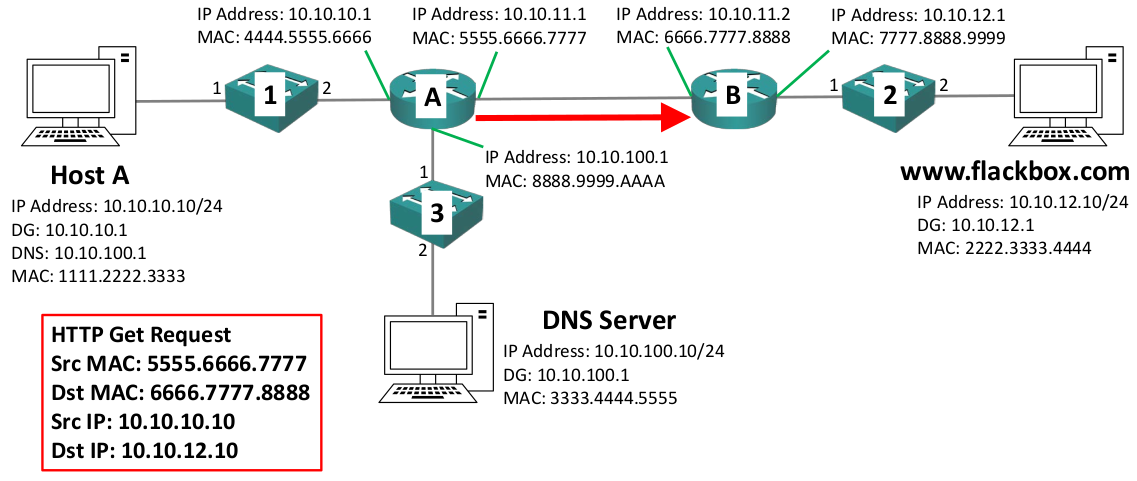 IP Address: 10.10.10.1
MAC: 4444.5555.6666
IP Address: 10.10.11.1
MAC: 5555.6666.7777
IP Address: 10.10.11.2
MAC: 6666.7777.8888
IP Address: 10.10.12.1
MAC: 7777.8888.9999
1
1
2
A
B
1
2
2
IP Address: 10.10.100.1
MAC: 8888.9999.AAAA
Host A
IP Address: 10.10.10.10/24
DG: 10.10.10.1
DNS: 10.10.100.1
MAC: 1111.2222.3333
www.flackbox.com
IP Address: 10.10.12.10/24
DG: 10.10.12.1
MAC: 2222.3333.4444
1
3
2
DNS Server
IP Address: 10.10.100.10/24
DG: 10.10.100.1
MAC: 3333.4444.5555
HTTP Get Request
Src MAC: 5555.6666.7777
Dst MAC: 6666.7777.8888
Src IP: 10.10.10.10
Dst IP: 10.10.12.10